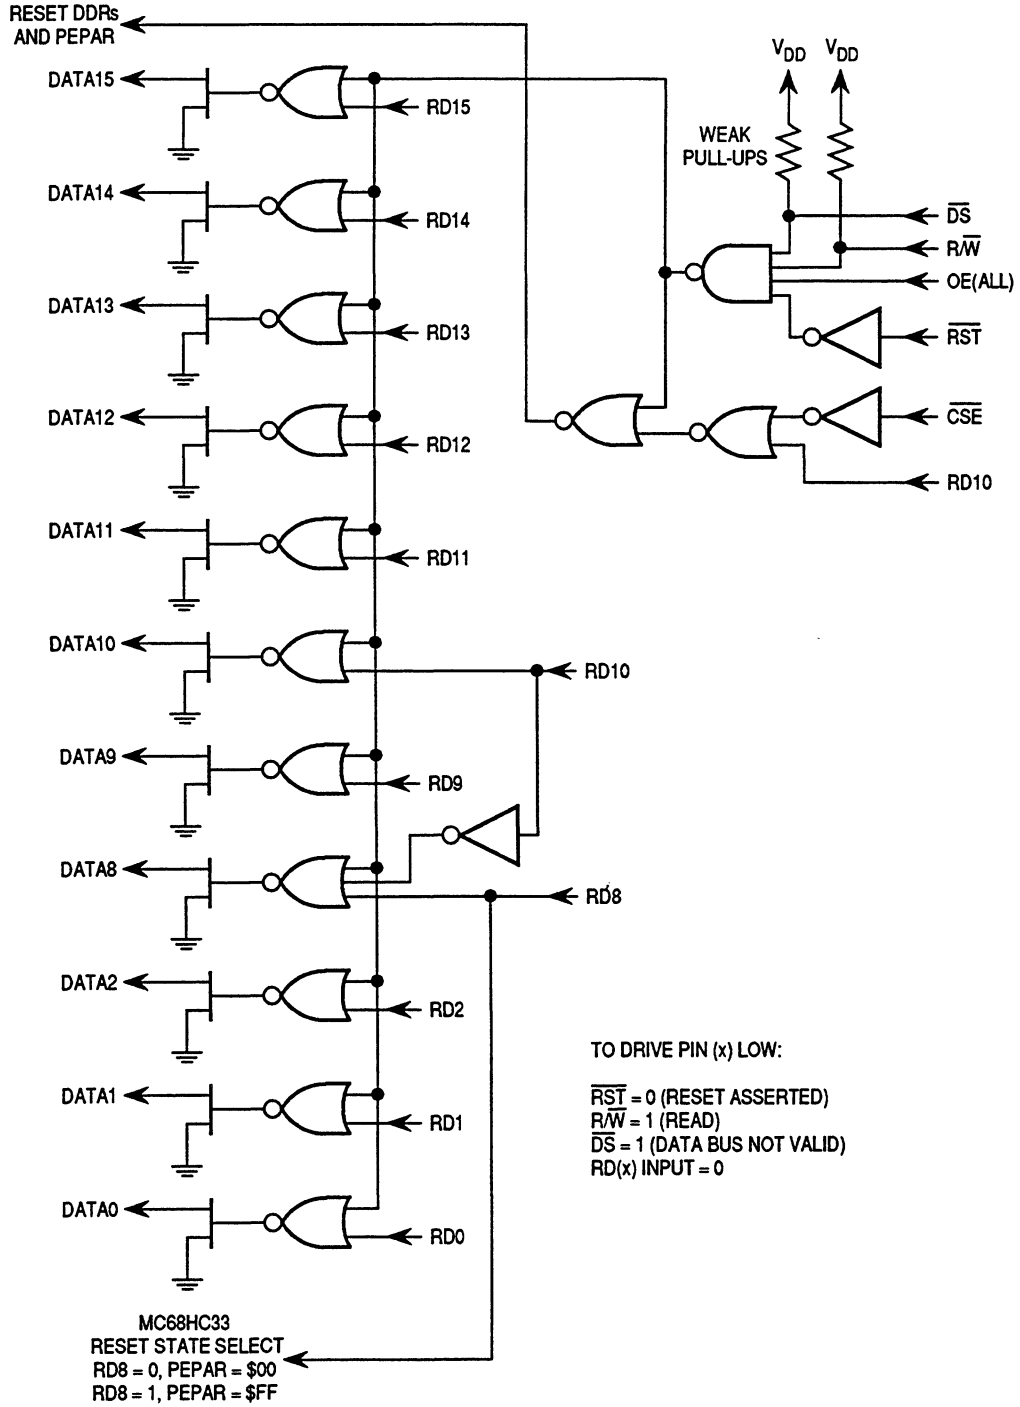 RESET DDRs
AND PEPAR
VDD VDD
DATA15
RD15
WEAK
PULL-UPS
DATA14
RD14
DS
R/W
OE(ALL)
DATA13
RD13
RST
DATA12
RD12
CSE
RD10
DATA11
RD11
DATA10
RD10
DATA9
RD9
DATA8
RD8
DATA2
RD2
TO DRIVE PIN (x) LOW:
RST = 0 (RESET ASSERTED)
R/W = 1 (READ)
DS = 1 (DATA BUS NOT VALID)
RD(x) INPUT = 0
DATA1
RD1
DATA0
RD0
MC68HC33
RESET STATE SELECT
RD8 = 0, PEPAR = $00
RD8 = 1, PEPAR = $FF